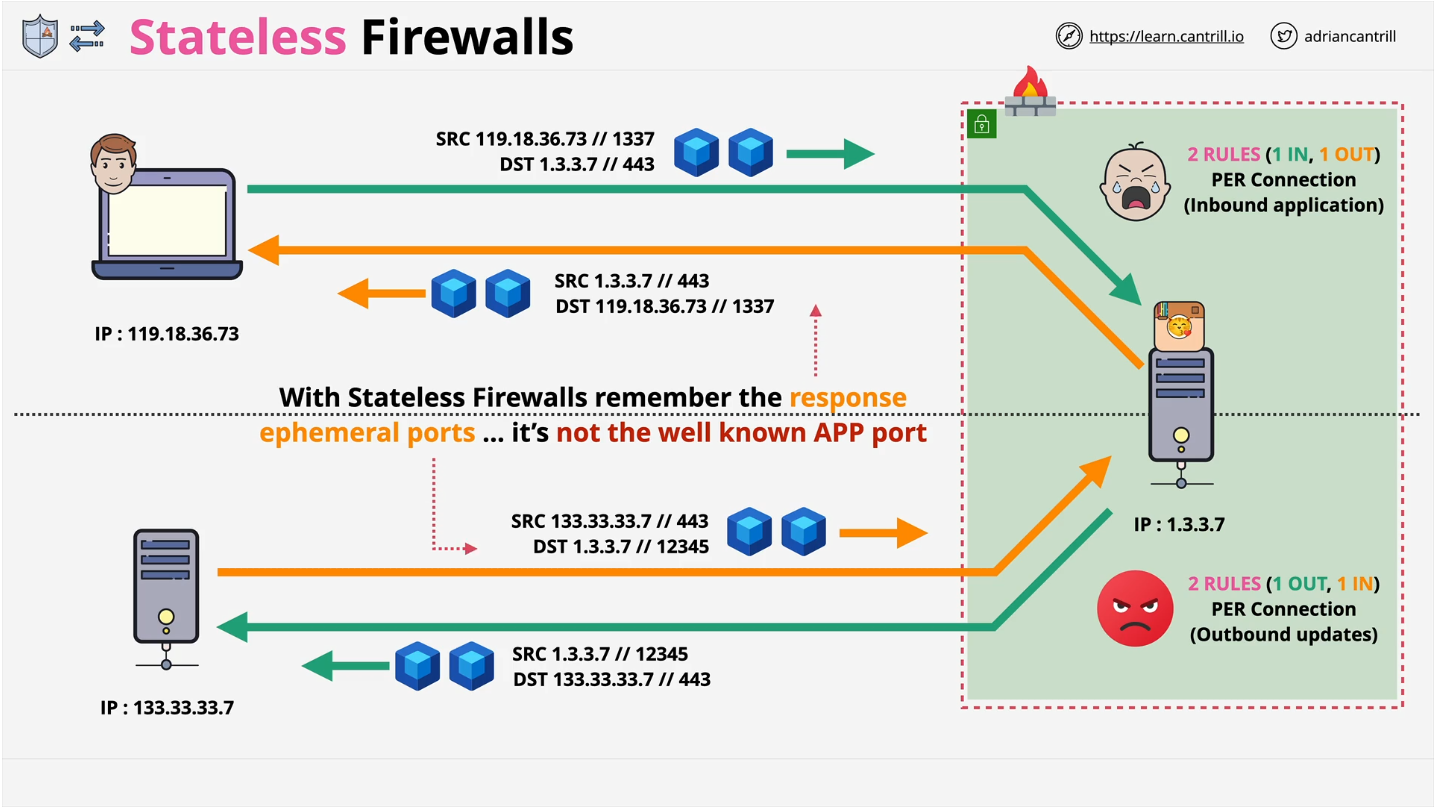 Stateless Firewalls
https://learn.cantrill.io
adriancantrill
SRC 119.18.36.73 // 1337
DST 1.3.3.7 // 443
2 RULES (1 IN, 1 OUT)
PER Connection
(Inbound application)
SRC 1.3.3.7 // 443
DST 119.18.36.73 // 1337
IP : 119.18.36.73
With Stateless Firewalls remember the response
ephemeral ports ... it's not the well known APP port
SRC 133.33.33.7 // 443
DST 1.3.3.7 // 12345
IP : 1.3.3.7
2 RULES (1 OUT, 1 IN)
PER Connection
(Outbound updates)
SRC 1.3.3.7 // 12345
DST 133.33.33.7 // 443
IP : 133.33.33.7